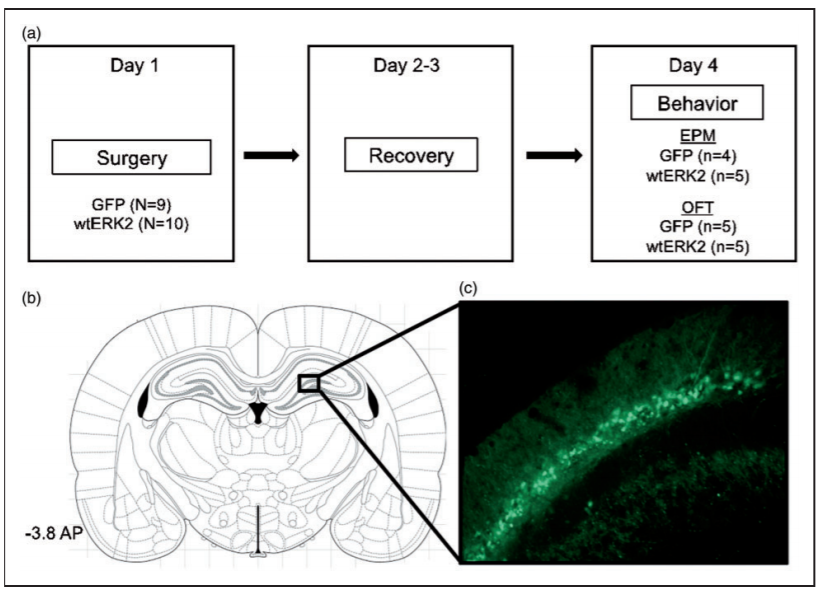 (a)
Day 1
Surgery
GFP (N=9)
wtERK2 (N=10)
Day 2-3
Recovery
Day 4
Behavior
EPM
GFP (n=4)
wtERK2 (n=5)
OFT
GFP (n=5)
wtERK2 (n=5)
(b)
-3.8 AP
(c)